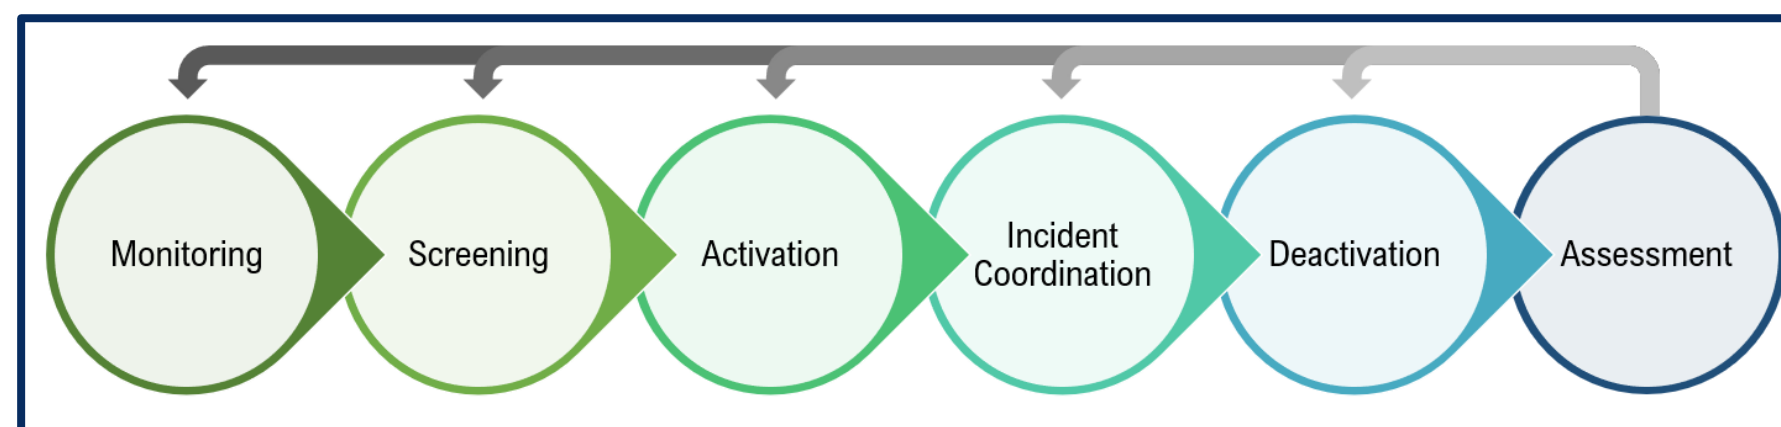 Monitoring
Screening
Activation
Incident
Coordination
Deactivation
Assessment